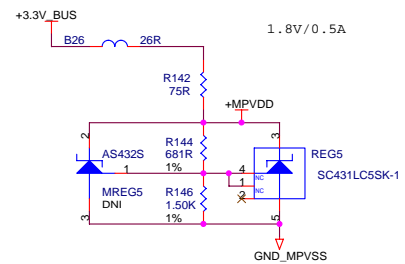 +3.3V_BUS
1.8V/0.5A
B26 26R
R142
75R
+MPVDD
2
3
AS432S
R144
681R
1%
REG5
1
4
NC
SC431LC5SK-1
1
NC
2
MREG5
DNI
R146
1.50K
1%
3
5
GND_MPVSS